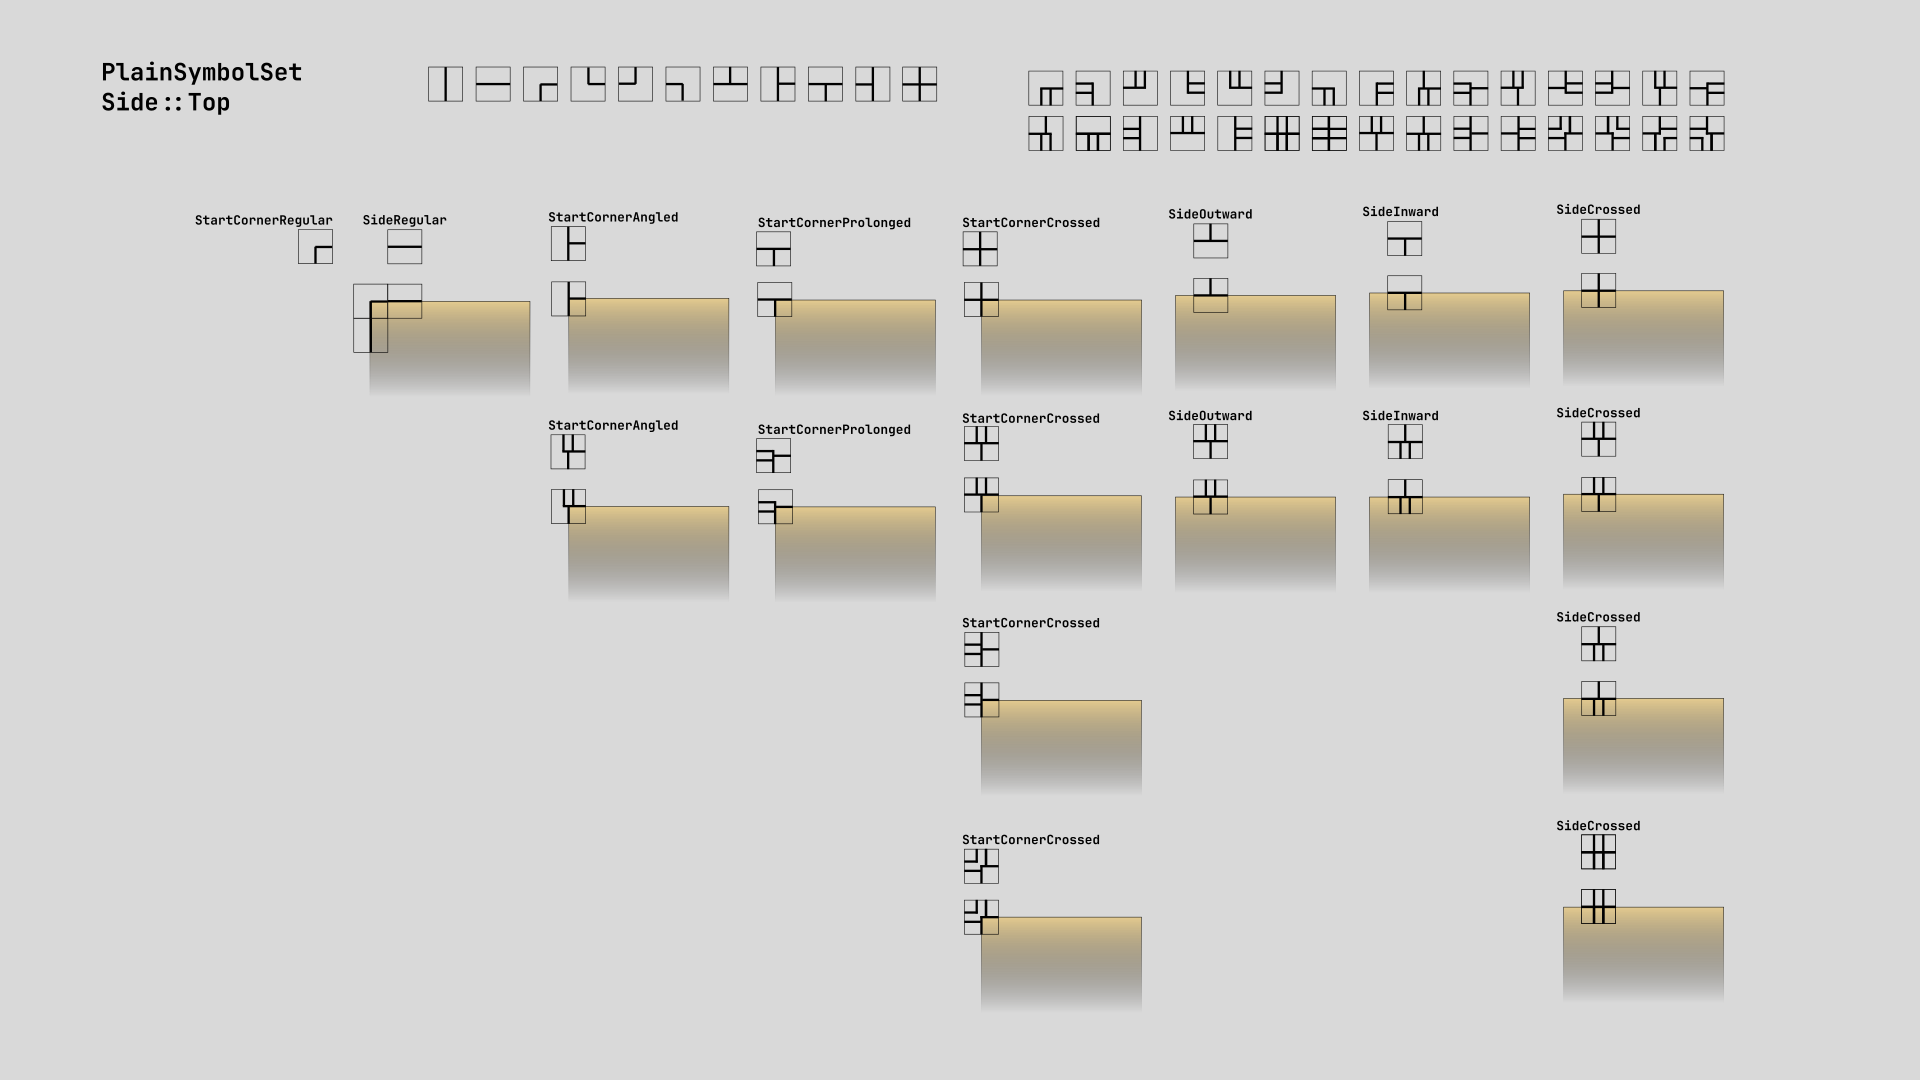 PlainSymbolSet
Side::Top
StartCornerRegular
SideRegular
StartCornerAngled
StartCornerProlonged
StartCornerCrossed
SideOutward
SideInward
SideCrossed
StartCornerAngled
StartCornerProlonged
StartCornerCrossed
SideOutward
SideInward
SideCrossed
StartCornerCrossed
SideCrossed
StartCornerCrossed
SideCrossed